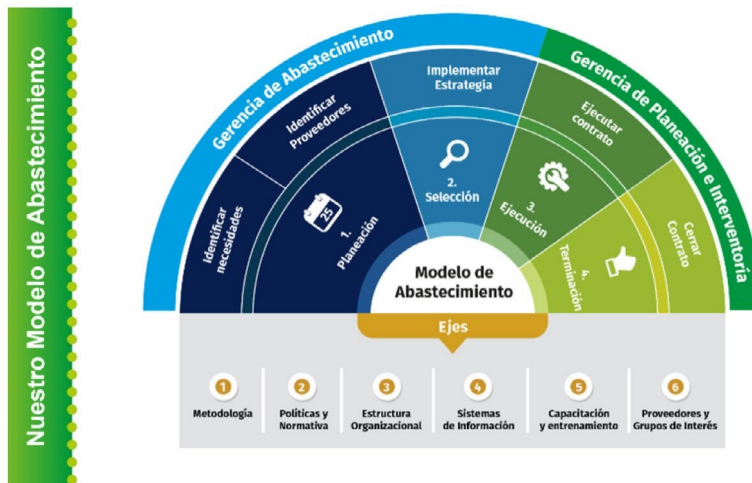 Nuestro Modelo de Abastecimiento
Gerencia de Abastecimiento
Gerencia de Planeación e Interventoría
Identificar
necesidades
Identificar
Proveedores
Implementar
Estrategia
Ejecutar
contrato
Cerrar
Contrato
25
1.
Planeación
2.
Selección
3.
Ejecución
4.
Terminación
Modelo de
Abastecimiento
Ejes
1
Metodología
2
Políticas y
Normativa
3
Estructura
Organizacional
4
Sistemas
de Información
5
Capacitación
y entrenamiento
6
Proveedores y
Grupos de Interés